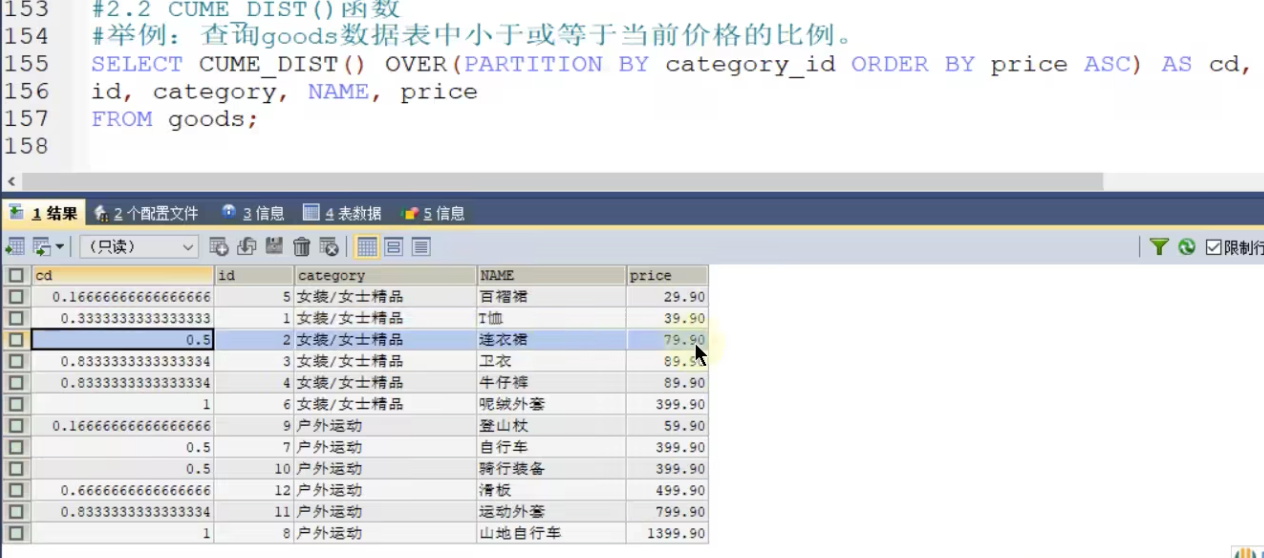 153 #2.2 CUME_DIST()函数
154 #举例：查询goods数据表中小于或等于当前价格的比例。
155 SELECT CUME_DIST() OVER(PARTITION BY category_id ORDER BY price ASC) AS cd,
156 id, category, NAME, price
157 FROM goods;
158
1 结果 2 个配置文件 3 信息 4 表数据 5 信息
（只读） 限制行
cd id category NAME price
0.16666666666666666 5 女装/女士精品 百褶裙 29.90
0.3333333333333333 1 女装/女士精品 T恤 39.90
0.5 2 女装/女士精品 连衣裙 79.90
0.8333333333333334 3 女装/女士精品 卫衣 89.90
0.8333333333333334 4 女装/女士精品 牛仔裤 89.90
1 6 女装/女士精品 呢绒外套 399.90
0.16666666666666666 9 户外运动 登山杖 59.90
0.5 7 户外运动 自行车 399.90
0.5 10 户外运动 骑行装备 399.90
0.6666666666666666 12 户外运动 滑板 499.90
0.8333333333333334 11 户外运动 运动外套 799.90
1 8 户外运动 山地自行车 1399.90